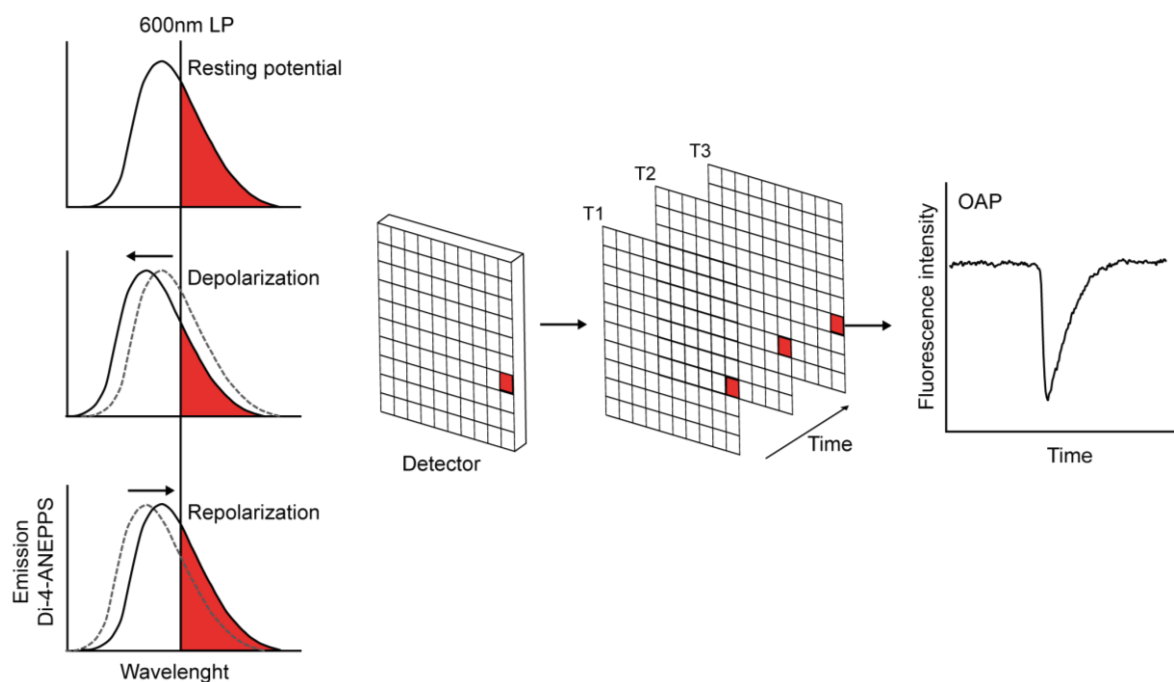 600nm LP
Resting potential
Depolarization
Repolarization
Emission
Di-4-ANEPPS
Wavelenght
Detector
T1
T2
T3
Time
OAP
Fluorescence intensity
Time